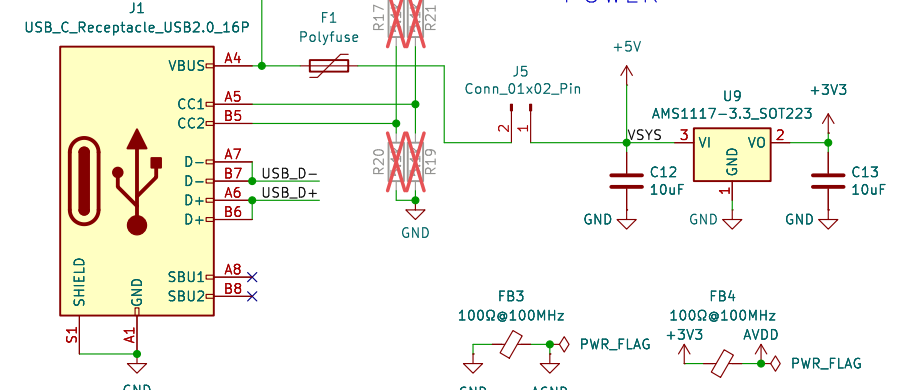 POWER
J1
USB_C_Receptacle_USB2.0_16P
R17
R21
F1
Polyfuse
VBUS A4
CC1 A5
CC2 B5
D- A7
D- B7 USB_D-
D+ A6 USB_D+
D+ B6
SBU1 A8
SBU2 B8
SHIELD
GND
S1
A1
GND
R20
R19
GND
J5
Conn_01x02_Pin
2
1
+5V
VSYS
C12
10uF
GND
U9
AMS1117-3.3_SOT223
3 VI
VO 2
GND
1
GND
+3V3
C13
10uF
GND
FB3
100Ω@100MHz
PWR_FLAG
GND
AGND
FB4
100Ω@100MHz
+3V3
AVDD
PWR_FLAG